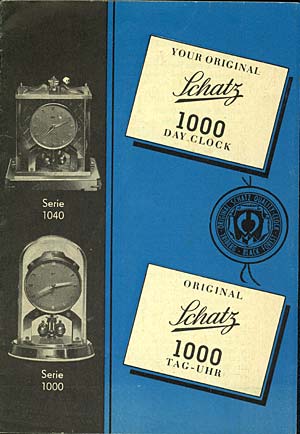 YOUR ORIGINAL
Schatz
1000
DAY CLOCK
Serie
1040
ORIGINAL
Schatz
1000
TAG-UHR
Serie
1000